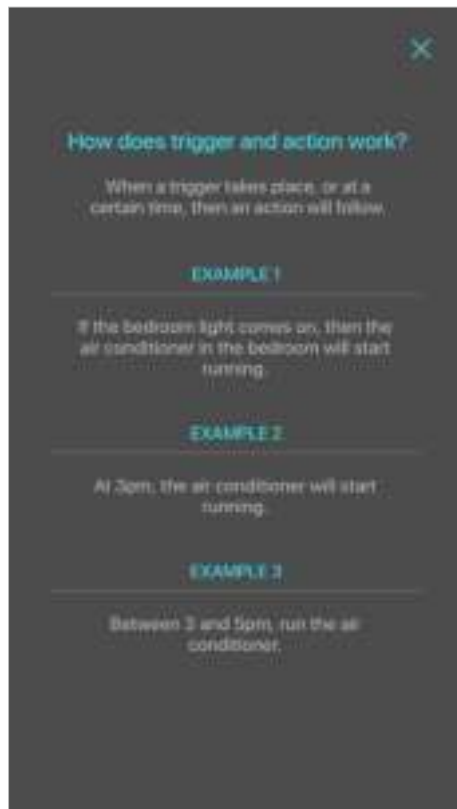 How does trigger and action work?
When a trigger takes place, or at a
certain time, then an action will follow.
EXAMPLE 1
If the bedroom light comes on, then the
air conditioner in the bedroom will start
running.
EXAMPLE 2
At 3pm, the air conditioner will start
running.
EXAMPLE 3
Between 3 and 5pm, run the air
conditioner.